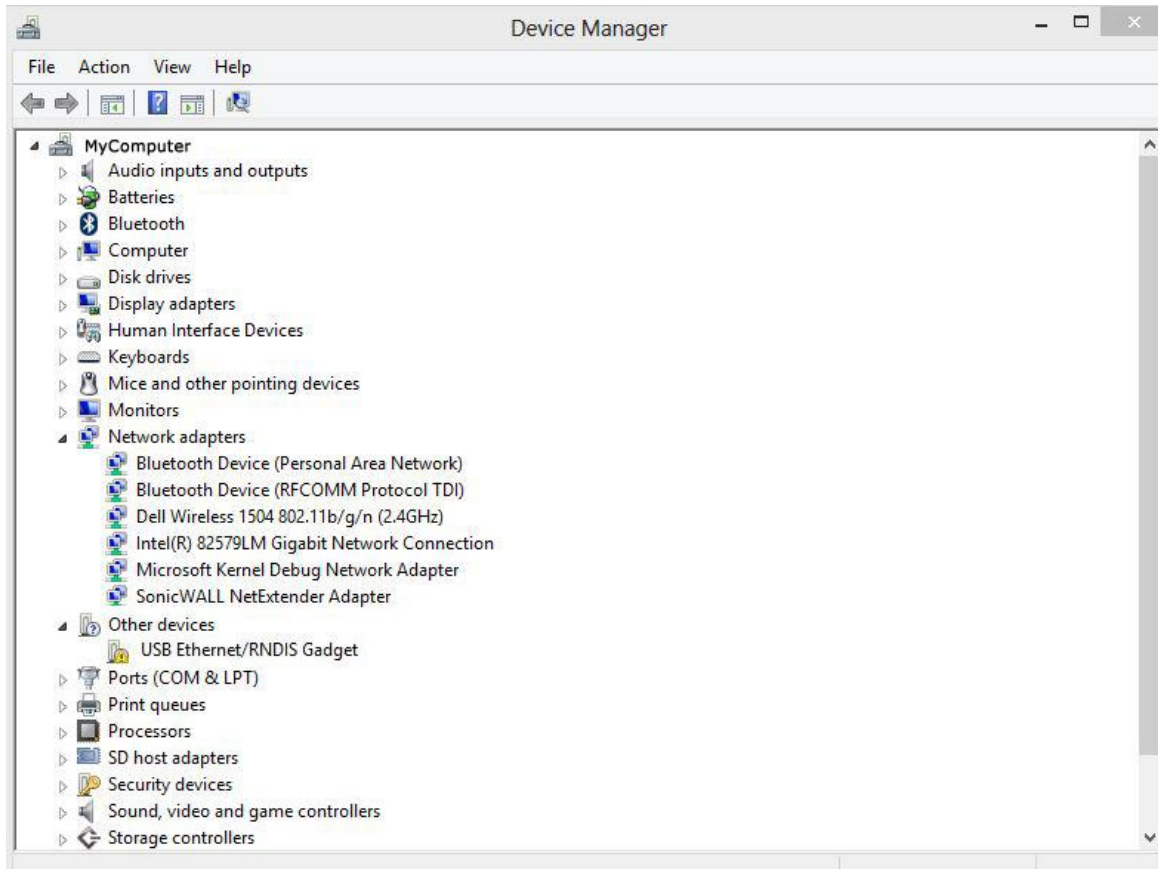 Device Manager
File Action View Help
MyComputer
Audio inputs and outputs
Batteries
Bluetooth
Computer
Disk drives
Display adapters
Human Interface Devices
Keyboards
Mice and other pointing devices
Monitors
Network adapters
Bluetooth Device (Personal Area Network)
Bluetooth Device (RFCOMM Protocol TDI)
Dell Wireless 1504 802.11b/g/n (2.4GHz)
Intel(R) 82579LM Gigabit Network Connection
Microsoft Kernel Debug Network Adapter
SonicWALL NetExtender Adapter
Other devices
USB Ethernet/RNDIS Gadget
Ports (COM & LPT)
Print queues
Processors
SD host adapters
Security devices
Sound, video and game controllers
Storage controllers